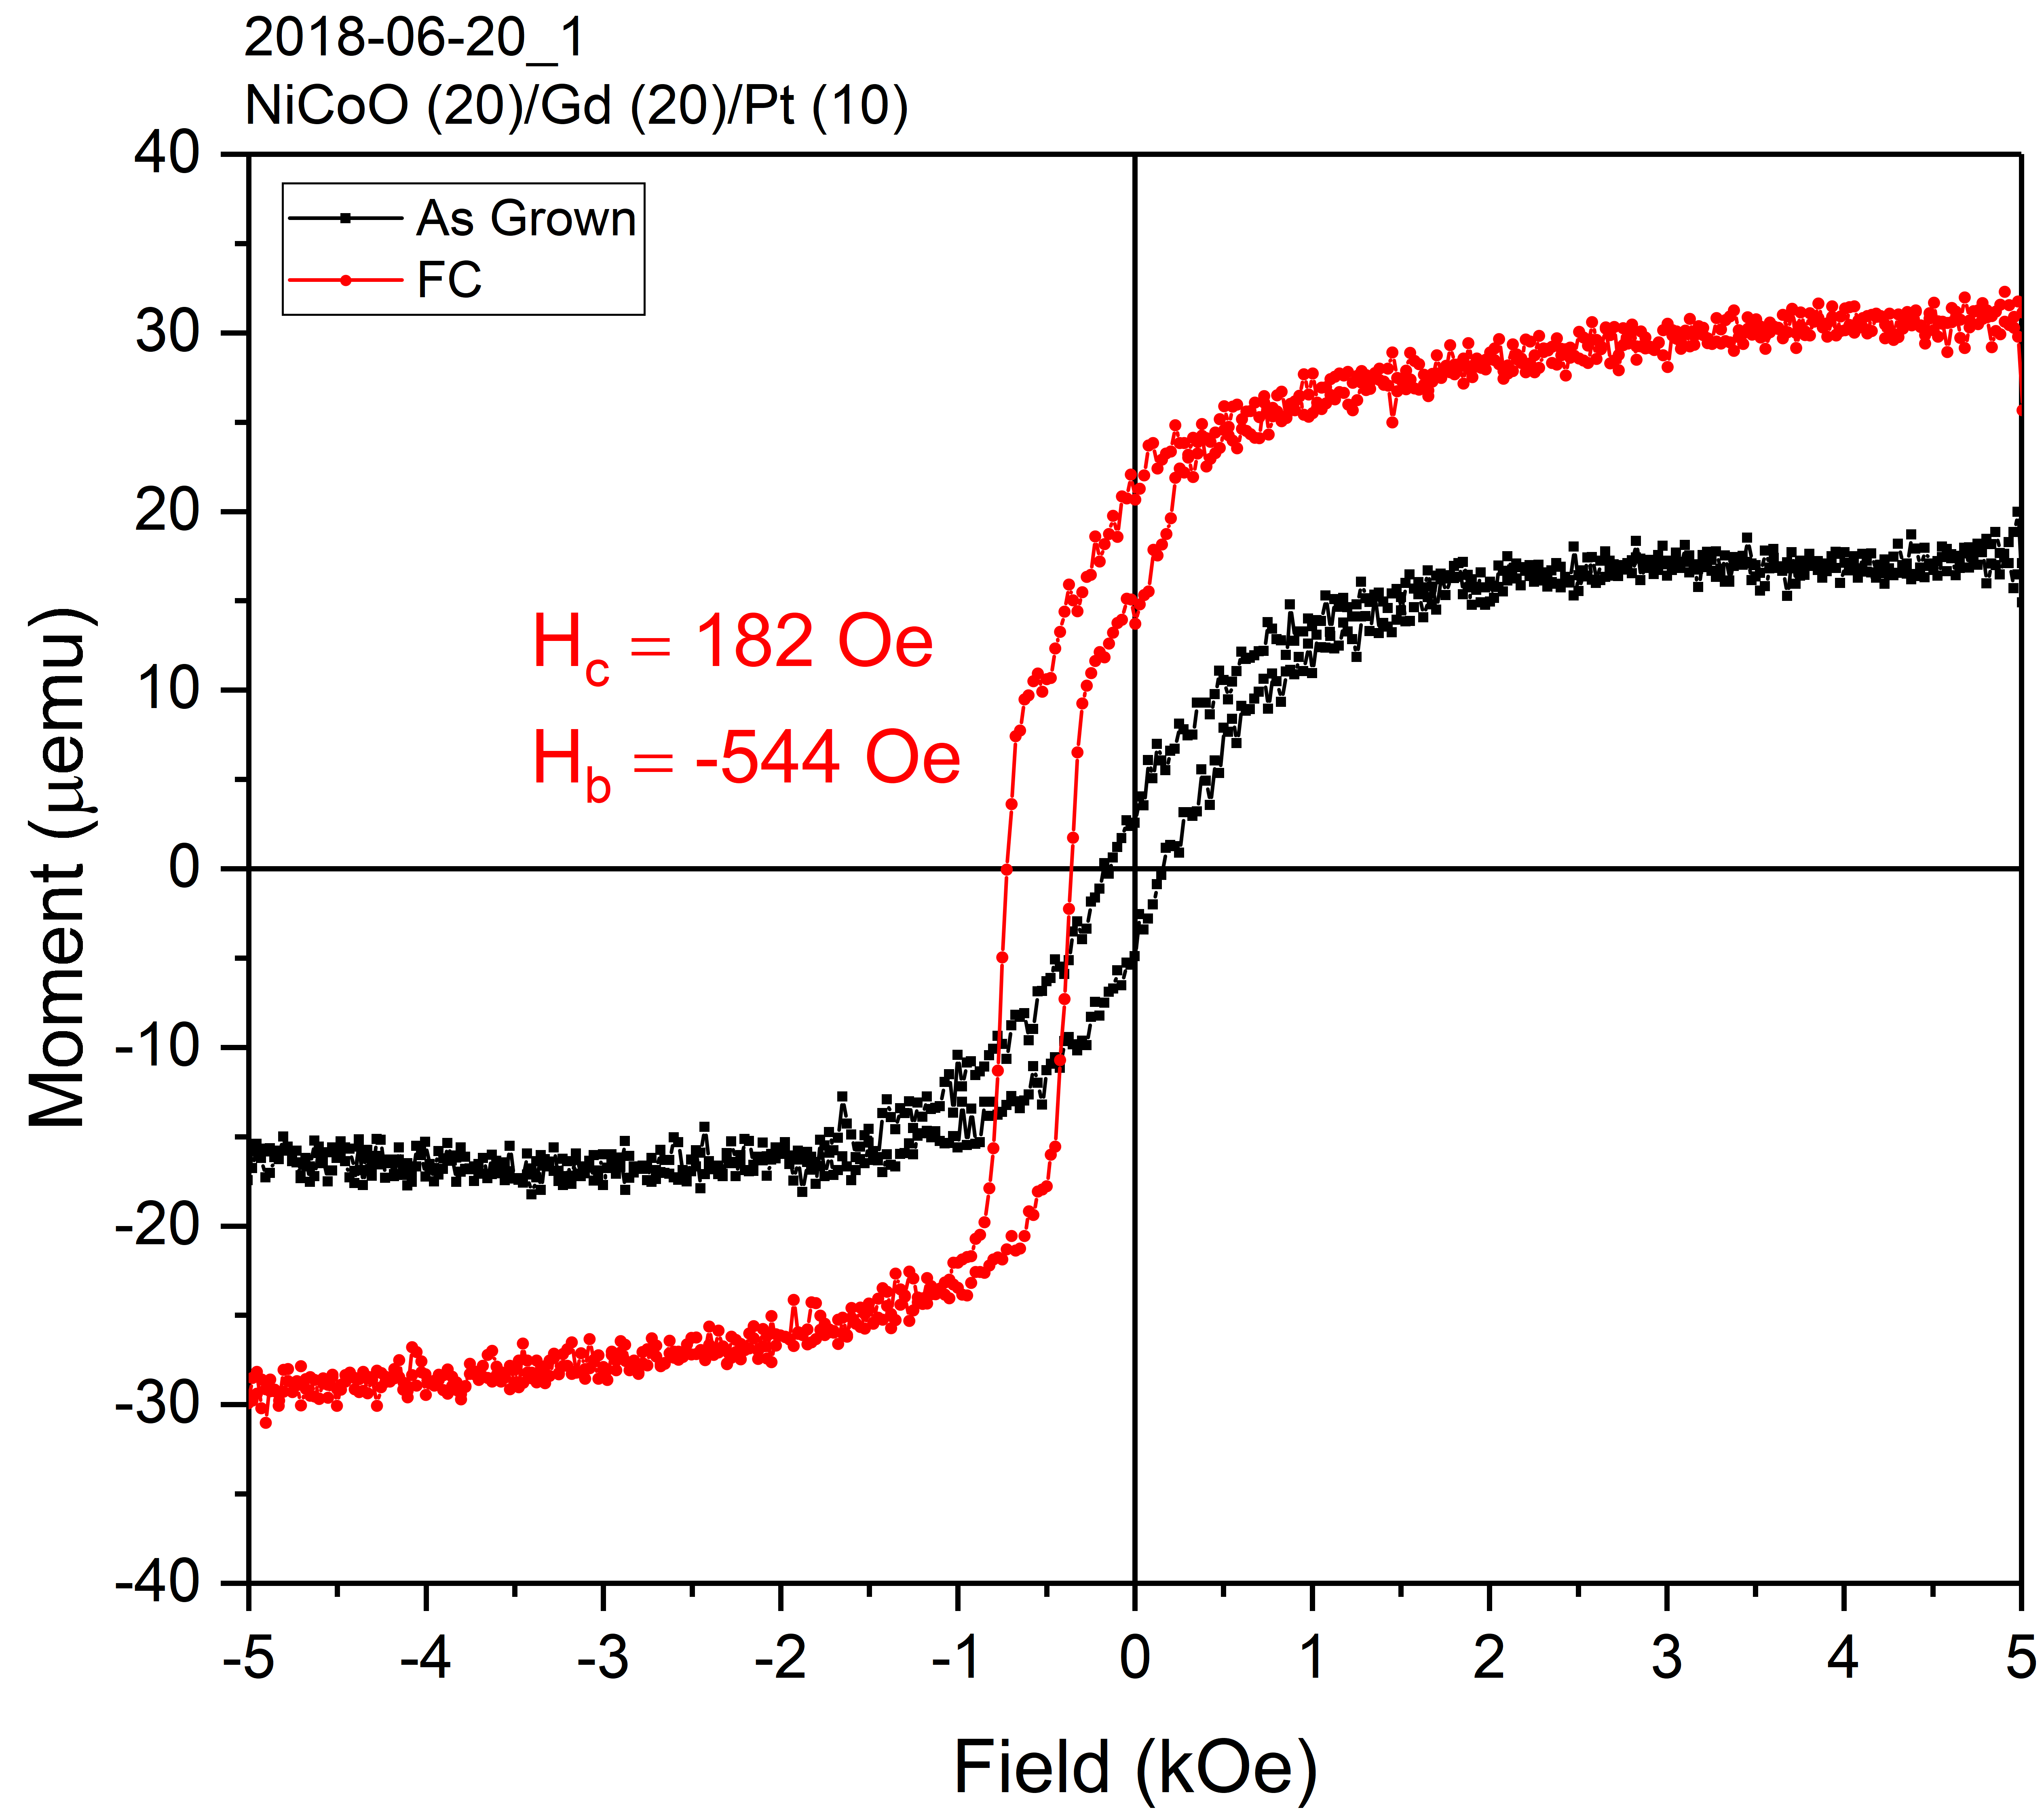 2018-06-20_1
NiCoO (20)/Gd (20)/Pt (10)
As Grown
FC
H_c = 182 Oe
H_b = -544 Oe
Moment (μemu)
40
30
20
10
0
-10
-20
-30
-40
-5 -4 -3 -2 -1 0 1 2 3 4 5
Field (kOe)